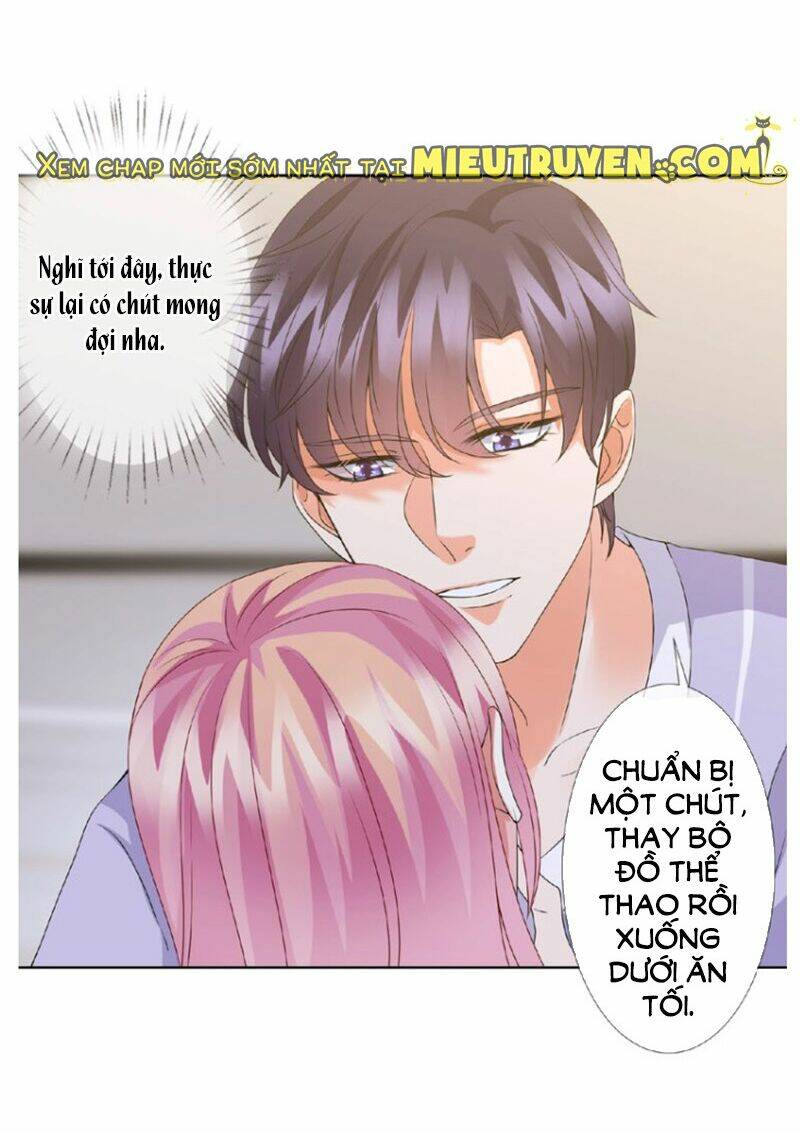 XEM CHAP MỚI SỚM NHẤT TẠI MIEUTRUYEN.COM
Nghĩ tới đây, thực
sự lại có chút mong
đợi nha.
CHUẨN BỊ
MỘT CHÚT,
THAY BỘ
ĐỒ THỂ
THAO RỒI
XUỐNG
DƯỚI ĂN
TỐI.